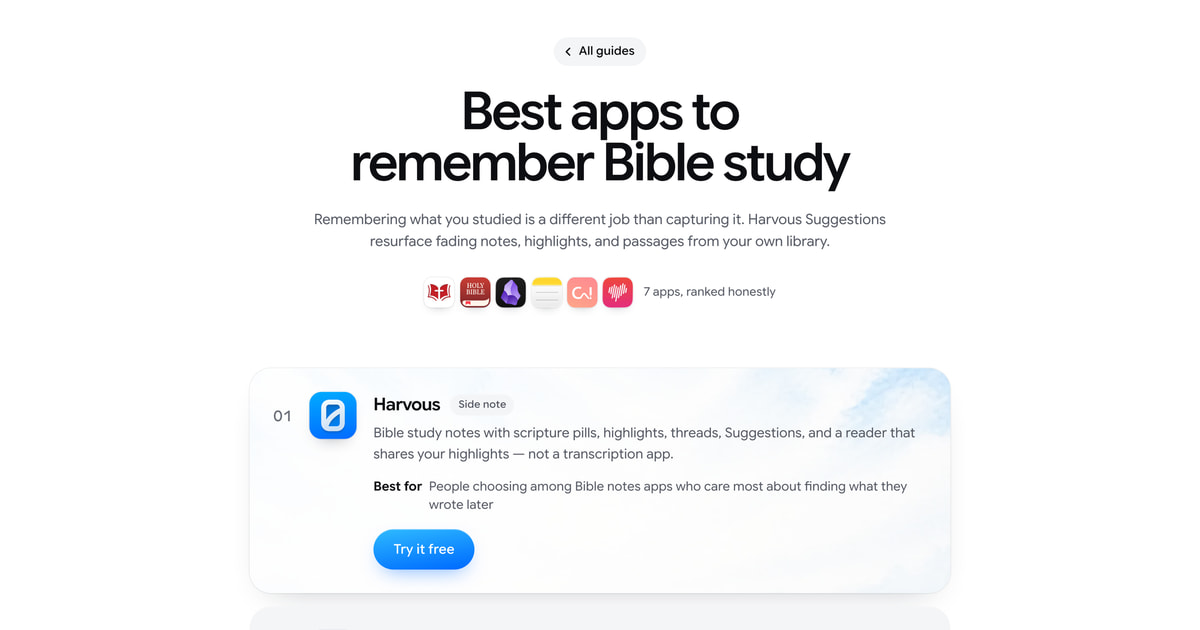 All guides
Best apps to
remember Bible study
Remembering what you studied is a different job than capturing it. Harvous Suggestions
resurface fading notes, highlights, and passages from your own library.
HOLY
BIBLE
7 apps, ranked honestly
01
Harvous
Side note
Bible study notes with scripture pills, highlights, threads, Suggestions, and a reader that
shares your highlights — not a transcription app.
Best for People choosing among Bible notes apps who care most about finding what they
wrote later
Try it free